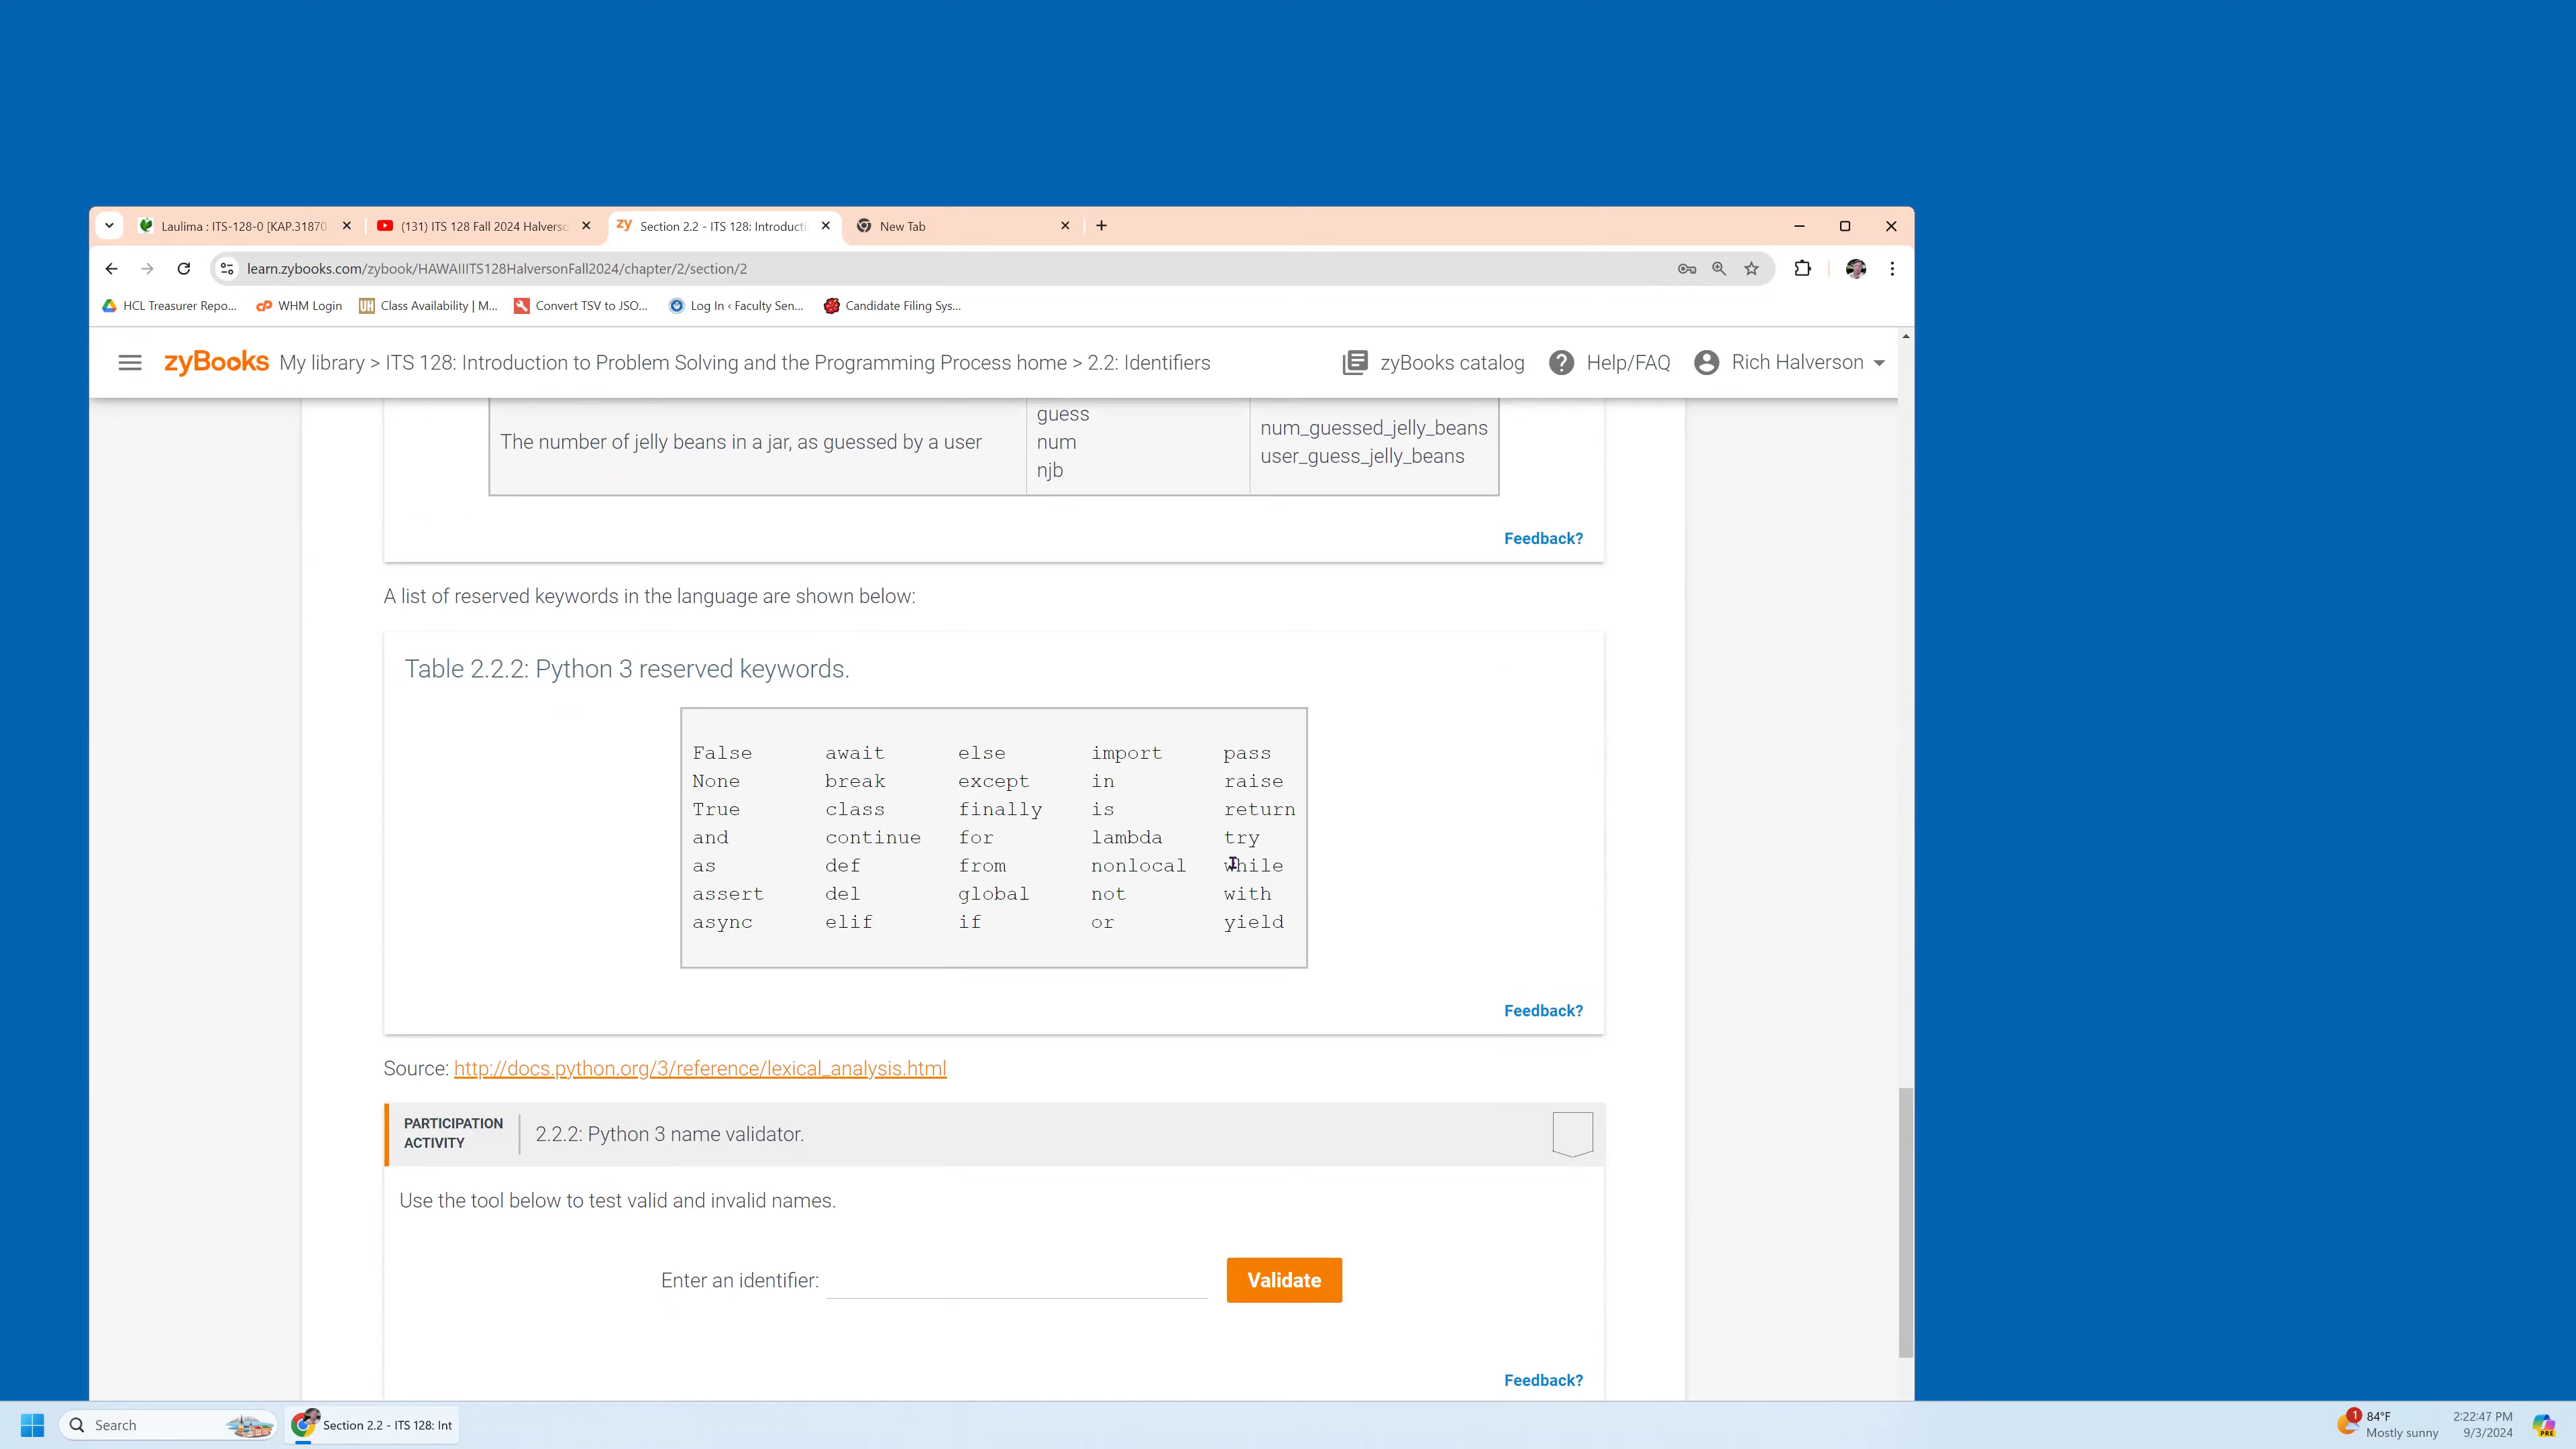 Laulima : ITS-128-0 [KAP.31870
(131) ITS 128 Fall 2024 Halverso
zy Section 2.2 - ITS 128: Introducti
New Tab
learn.zybooks.com/zybook/HAWAIIITS128HalversonFall2024/chapter/2/section/2
HCL Treasurer Repo...
cP WHM Login
UH Class Availability | M...
Convert TSV to JSO...
Log In ‹ Faculty Sen...
Candidate Filing Sys...
zyBooks My library > ITS 128: Introduction to Problem Solving and the Programming Process home > 2.2: Identifiers
zyBooks catalog
Help/FAQ
Rich Halverson
The number of jelly beans in a jar, as guessed by a user
guess
num
njb
num_guessed_jelly_beans
user_guess_jelly_beans
Feedback?
A list of reserved keywords in the language are shown below:
Table 2.2.2: Python 3 reserved keywords.
False await else import pass
None break except in raise
True class finally is return
and continue for lambda try
as def from nonlocal while
assert del global not with
async elif if or yield
Feedback?
Source: http://docs.python.org/3/reference/lexical_analysis.html
PARTICIPATION
ACTIVITY
2.2.2: Python 3 name validator.
Use the tool below to test valid and invalid names.
Enter an identifier:
Validate
Feedback?
Search
Section 2.2 - ITS 128: Int
1
84°F
Mostly sunny
2:22:47 PM
9/3/2024
PRE